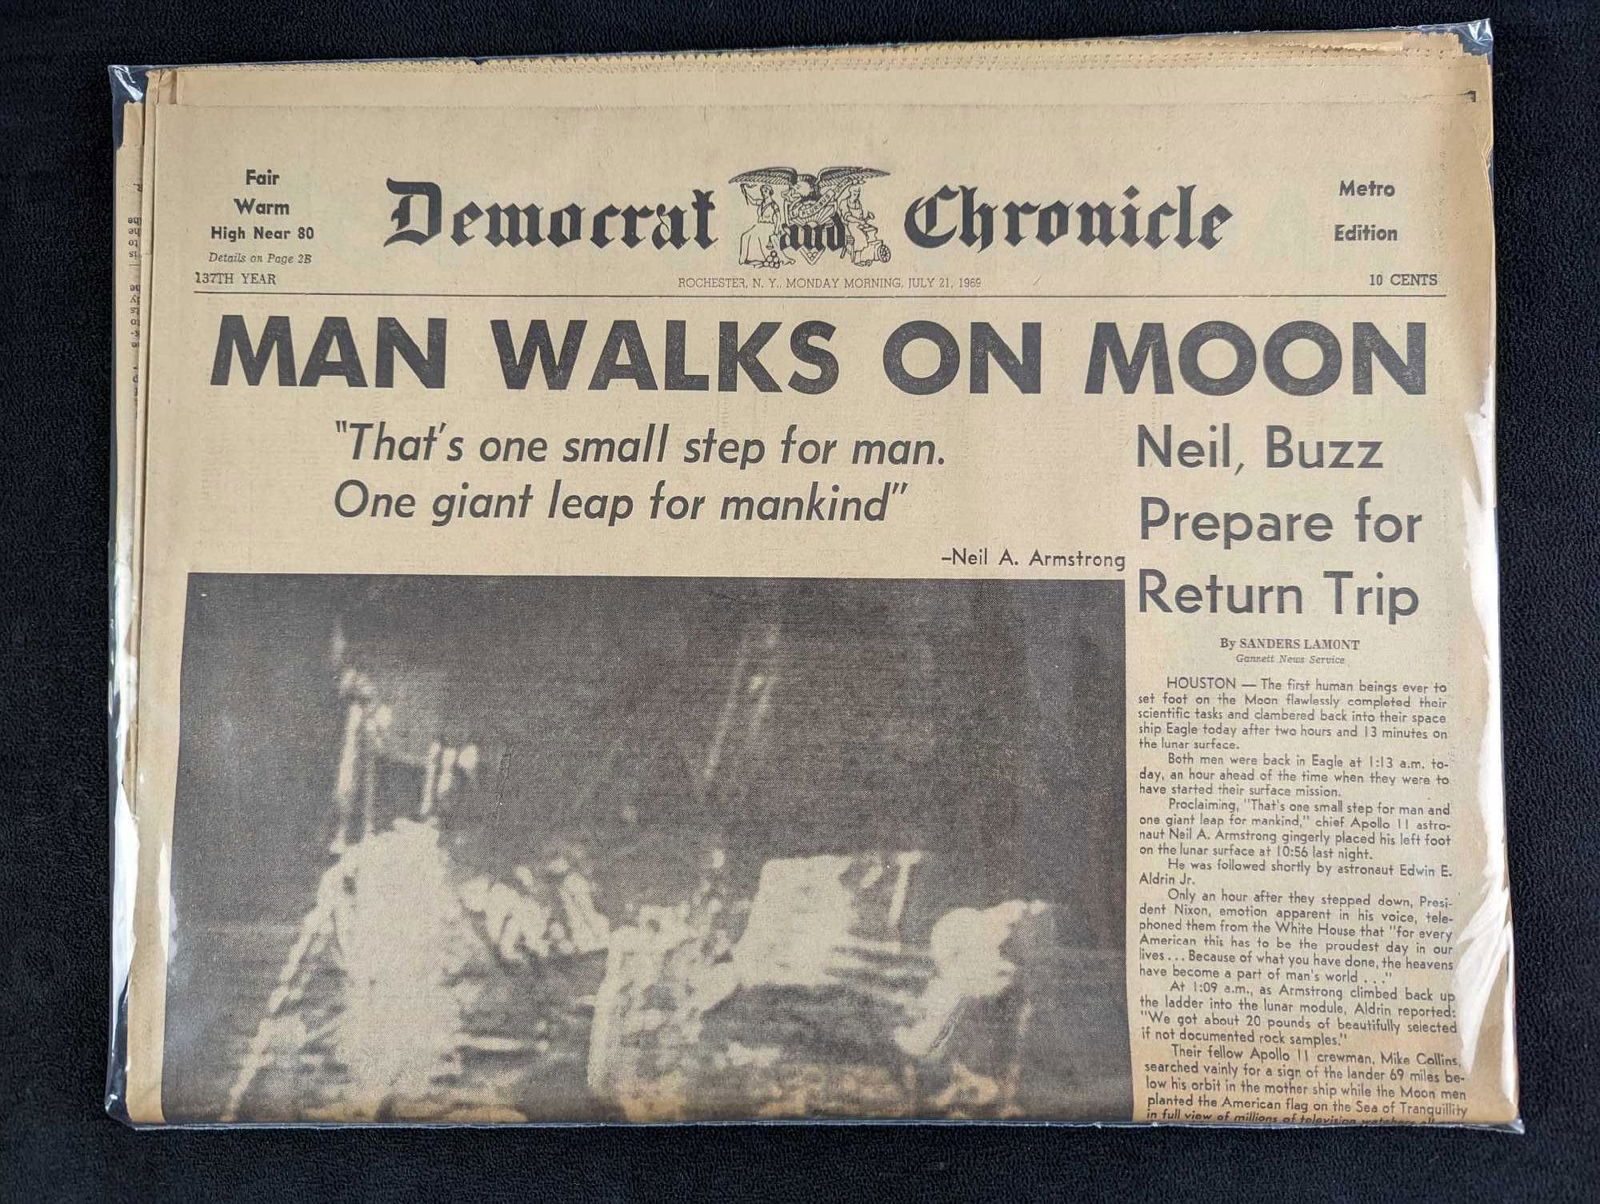 Fair
Warm
High Near 80
Details on Page 2B
137TH YEAR
Democrat and Chronicle
Metro
Edition
ROCHESTER, N. Y., MONDAY MORNING, JULY 21, 1969
10 CENTS
MAN WALKS ON MOON
"That's one small step for man.
One giant leap for mankind"
–Neil A. Armstrong
Neil, Buzz
Prepare for
Return Trip
By SANDERS LAMONT
Gannett News Service
HOUSTON — The first human beings ever to
set foot on the Moon flawlessly completed their
scientific tasks and clambered back into their space
ship Eagle today after two hours and 13 minutes on
the lunar surface.
Both men were back in Eagle at 1:13 a.m. to-
day, an hour ahead of the time when they were to
have started their surface mission.
Proclaiming, "That's one small step for man and
one giant leap for mankind," chief Apollo 11 astro-
naut Neil A. Armstrong gingerly placed his left foot
on the lunar surface at 10:56 last night.
He was followed shortly by astronaut Edwin E.
Aldrin Jr.
Only an hour after they stepped down, Presi-
dent Nixon, emotion apparent in his voice, tele-
phoned them from the White House that "for every
American this has to be the proudest day in our
lives . . . Because of what you have done, the heavens
have become a part of man's world . . ."
At 1:09 a.m., as Armstrong climbed back up
the ladder into the lunar module, Aldrin reported:
"We got about 20 pounds of beautifully selected
if not documented rock samples."
Their fellow Apollo 11 crewman, Mike Collins,
searched vainly for a sign of the lander 69 miles be-
low his orbit in the mother ship while the Moon men
planted the American flag on the Sea of Tranquillity
in full view of millions of television watchers